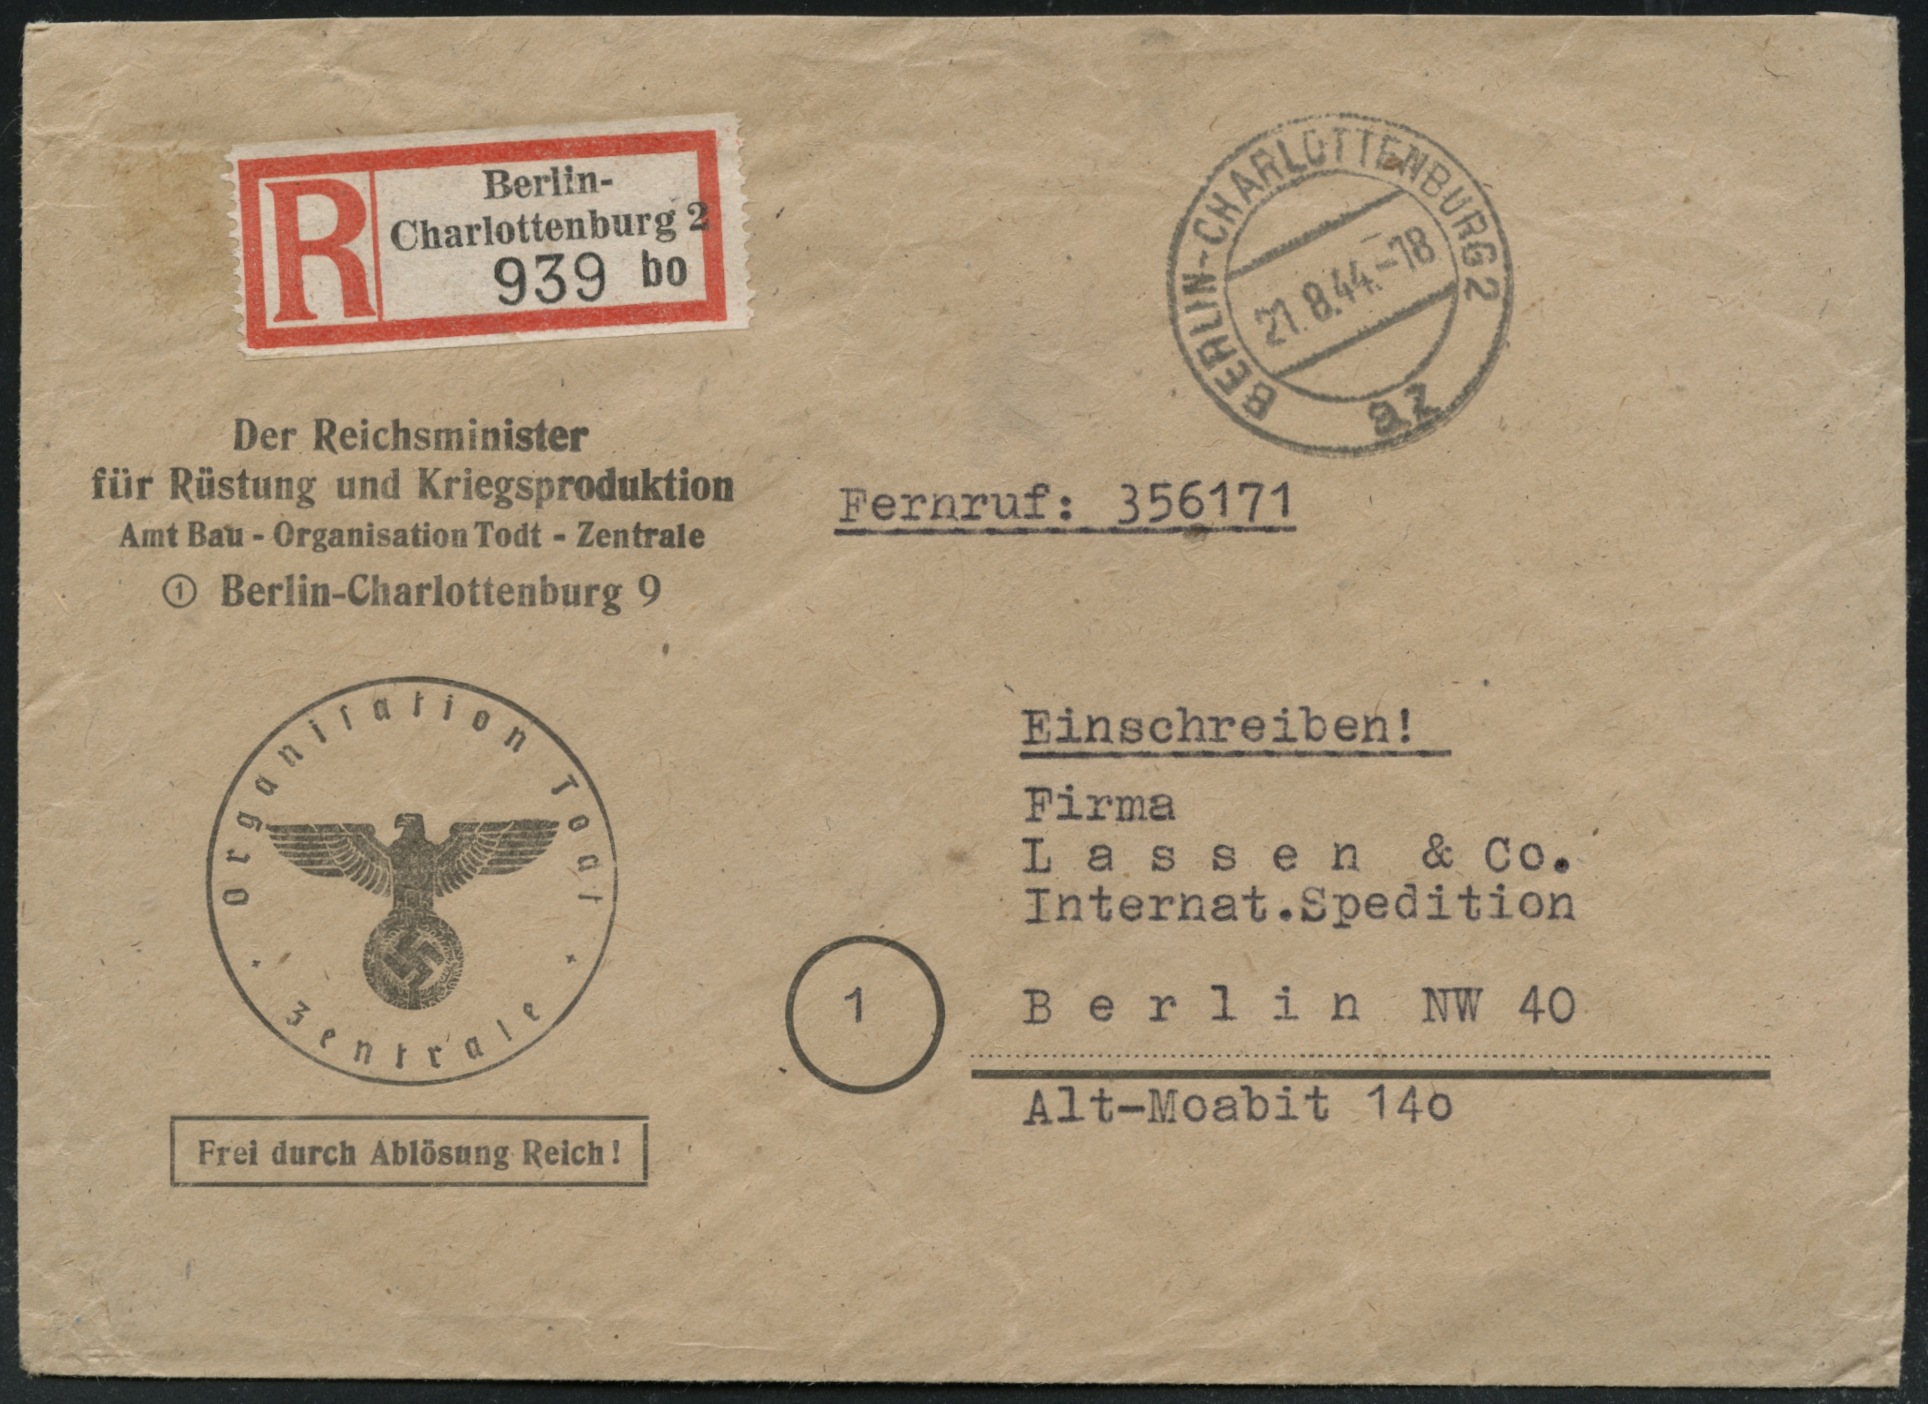 R
Berlin-
Charlottenburg 2
939 bo
BERLIN-CHARLOTTENBURG 2
21.8.44.-18
az
Der Reichsminister
für Rüstung und Kriegsproduktion
Amt Bau - Organisation Todt - Zentrale
① Berlin-Charlottenburg 9
Fernruf: 356171
Organisation Todt
Zentrale
Frei durch Ablösung Reich!
Einschreiben!
Firma
L a s s e n & Co.
Internat.Spedition
1
B e r l i n NW 40
Alt-Moabit 14o